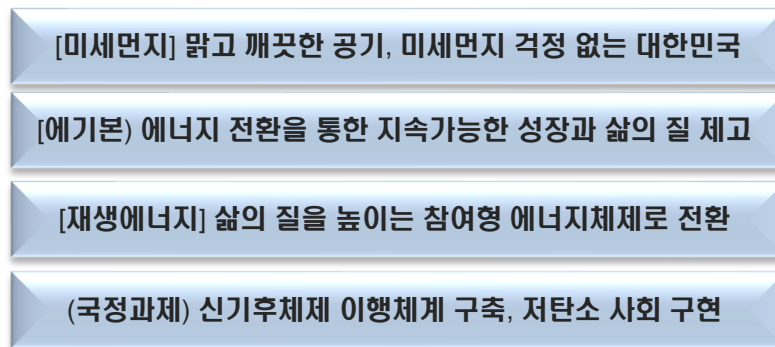 [미세먼지] 맑고 깨끗한 공기, 미세먼지 걱정 없는 대한민국
[에기본) 에너지 전환을 통한 지속가능한 성장과 삶의 질 제고
[재생에너지] 삶의 질을 높이는 참여형 에너지체제로 전환
(국정과제) 신기후체제 이행체계 구축, 저탄소 사회 구현